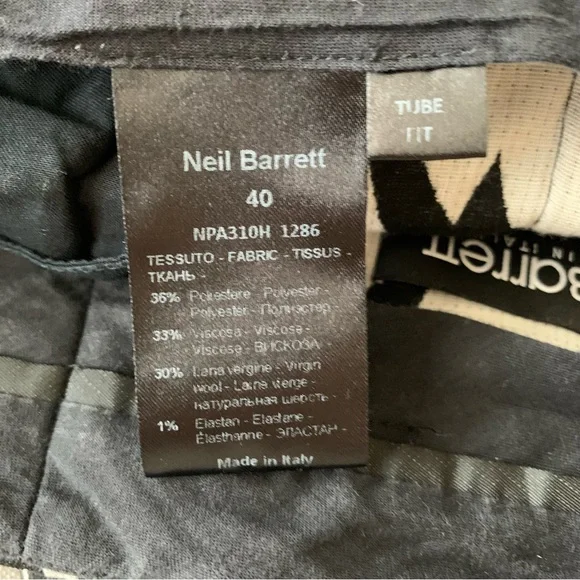 Neil Barrett
40
NPA310H 1286
TESSUTO - FABRIC - TISSUS -
ТКАНЬ -
36% Poliestere - Polyester -
Polyester - Полиэстер -
33% Viscosa - Viscose -
Viscose - ВИСКОЗА
30% Lana vergine - Virgin
wool - Laine vierge -
натуральная шерсть -
1% Elastan - Elastane -
Élasthanne - ЭЛАСТАН -
Made in Italy
TUBE
FIT
Barrett
IN ITAL